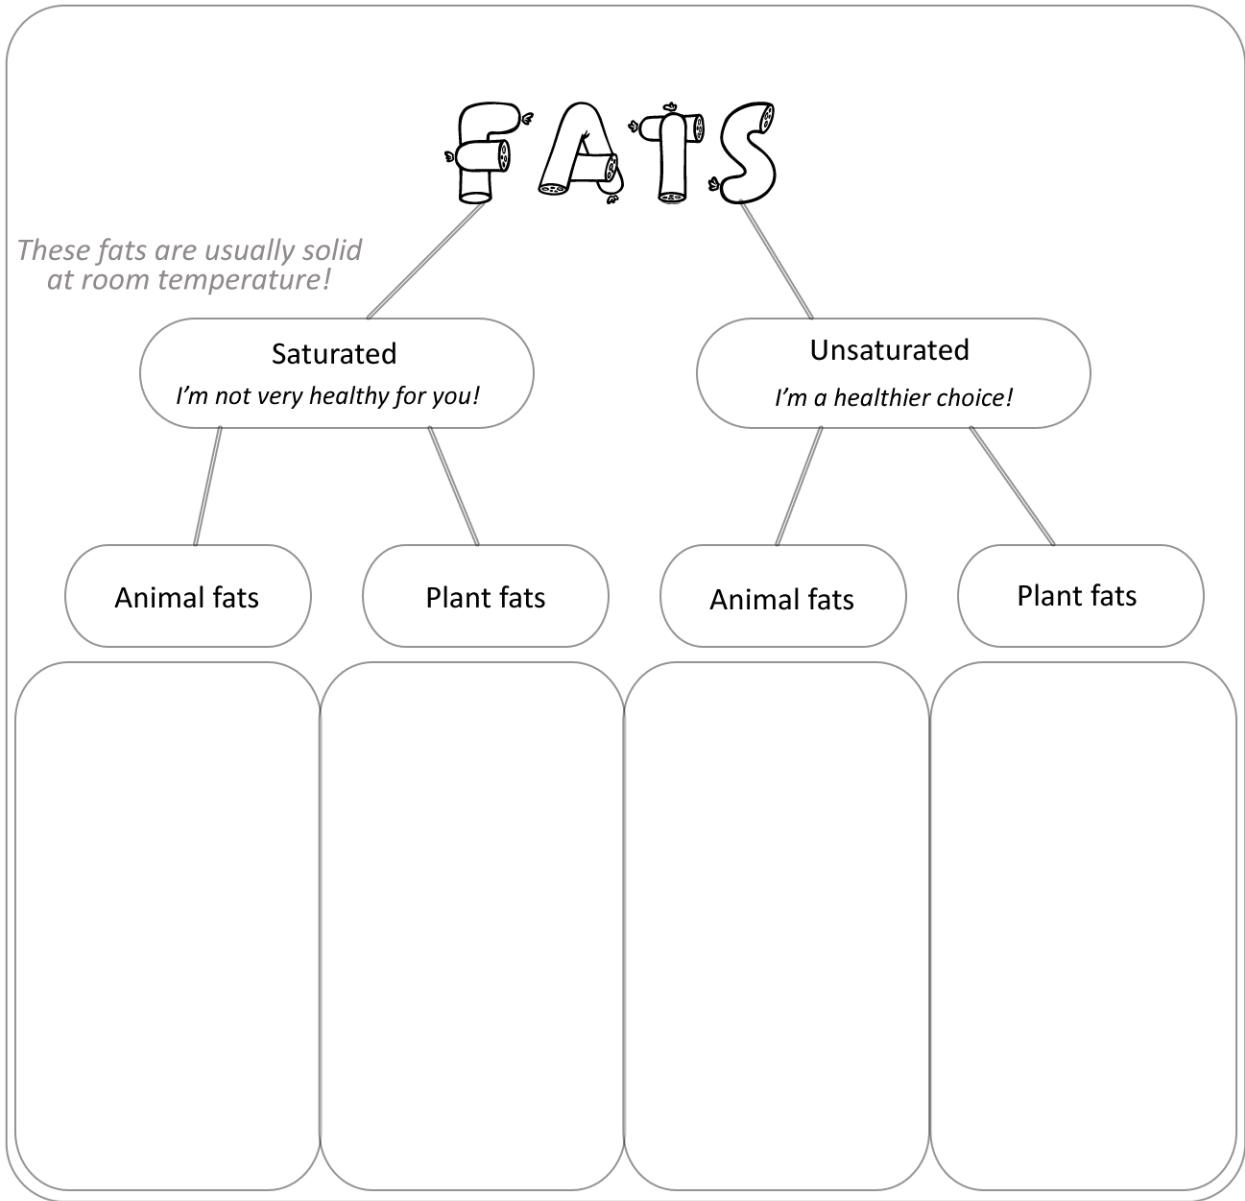 FATS
These fats are usually solid
at room temperature!
Saturated
I'm not very healthy for you!
Unsaturated
I'm a healthier choice!
Animal fats
Plant fats
Animal fats
Plant fats